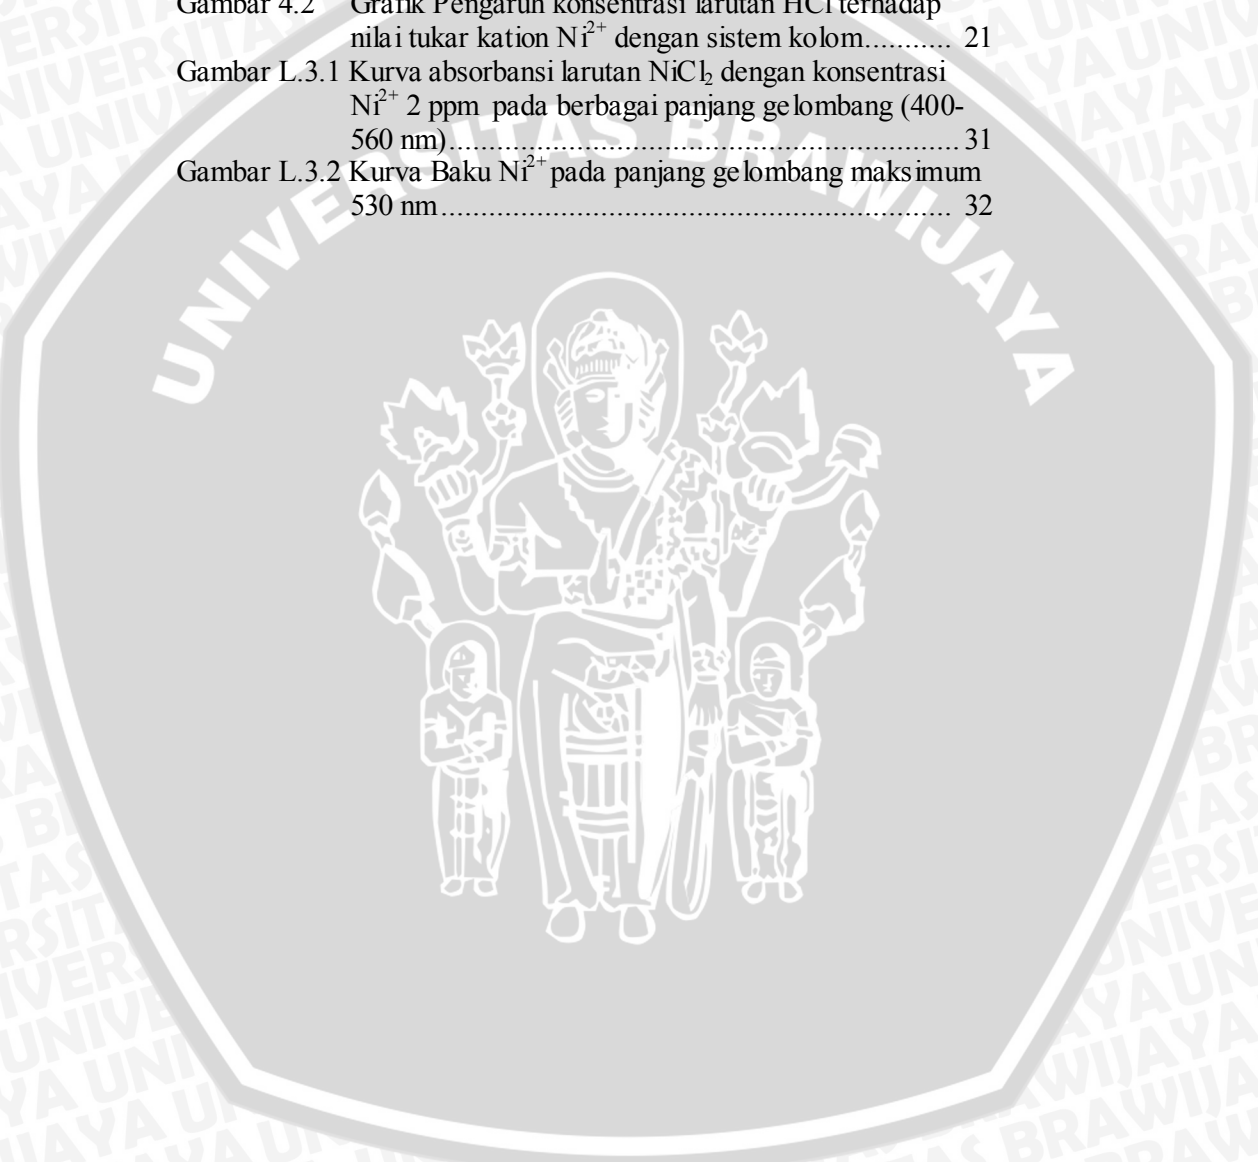 Gambar 4.2 Grafik Pengaruh konsentrasi larutan HCl terhadap
nilai tukar kation Ni²⁺ dengan sistem kolom........... 21
Gambar L.3.1 Kurva absorbansi larutan NiCl₂ dengan konsentrasi
Ni²⁺ 2 ppm pada berbagai panjang gelombang (400-
560 nm)................................................................ 31
Gambar L.3.2 Kurva Baku Ni²⁺ pada panjang gelombang maksimum
530 nm................................................................ 32
UNIVERSITAS BRAWIJAYA